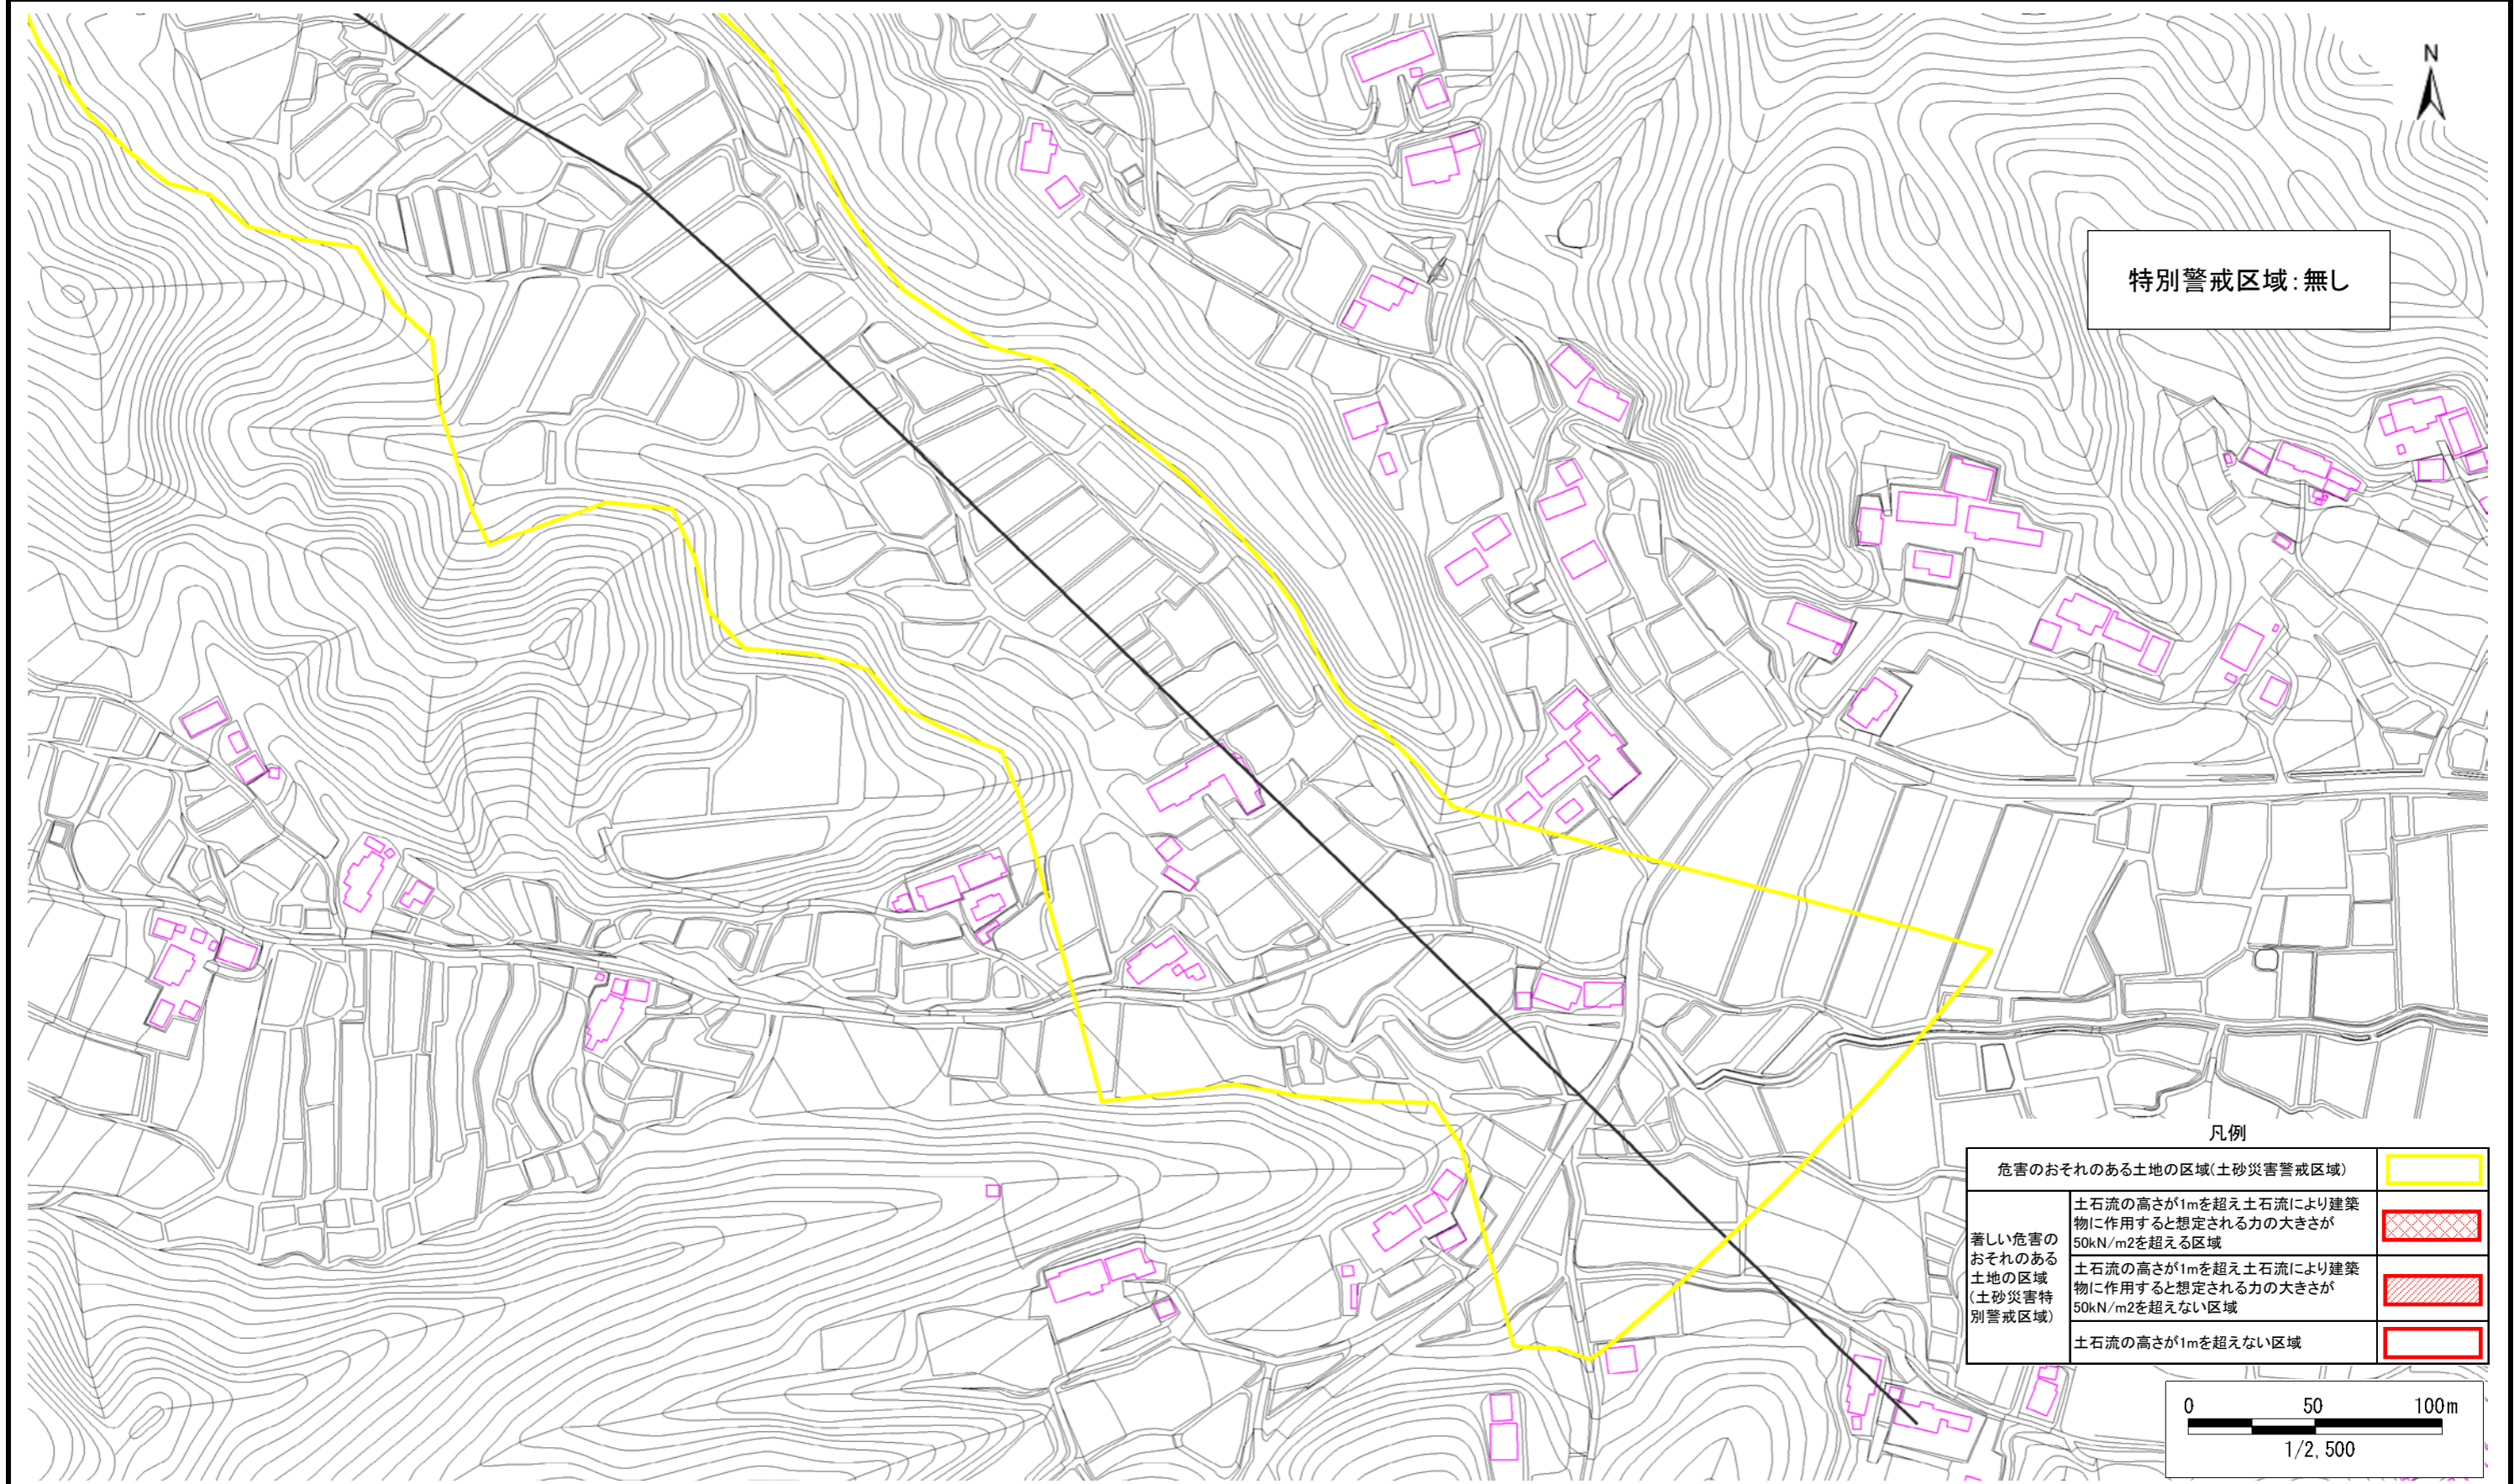 N
特別警戒区域：無し
凡例
危害のおそれのある土地の区域(土砂災害警戒区域)
著しい危害の
おそれのある
土地の区域
(土砂災害特
別警戒区域)
土石流の高さが1mを超え土石流により建築
物に作用すると想定される力の大きさが
50kN/m2を超える区域
土石流の高さが1mを超え土石流により建築
物に作用すると想定される力の大きさが
50kN/m2を超えない区域
土石流の高さが1mを超えない区域
0 50 100m
1/2,500